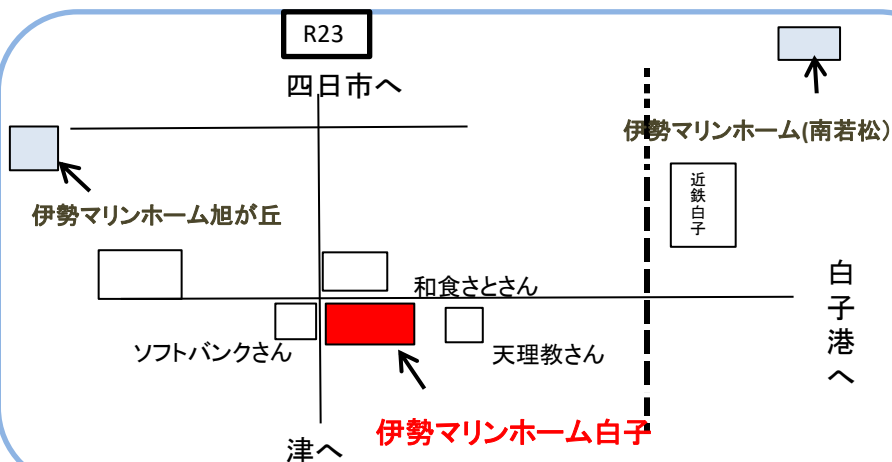 R23
四日市へ
伊勢マリンホーム(南若松）
近鉄白子
伊勢マリンホーム旭が丘
白子港へ
和食さとさん
ソフトバンクさん
天理教さん
伊勢マリンホーム白子
津へ